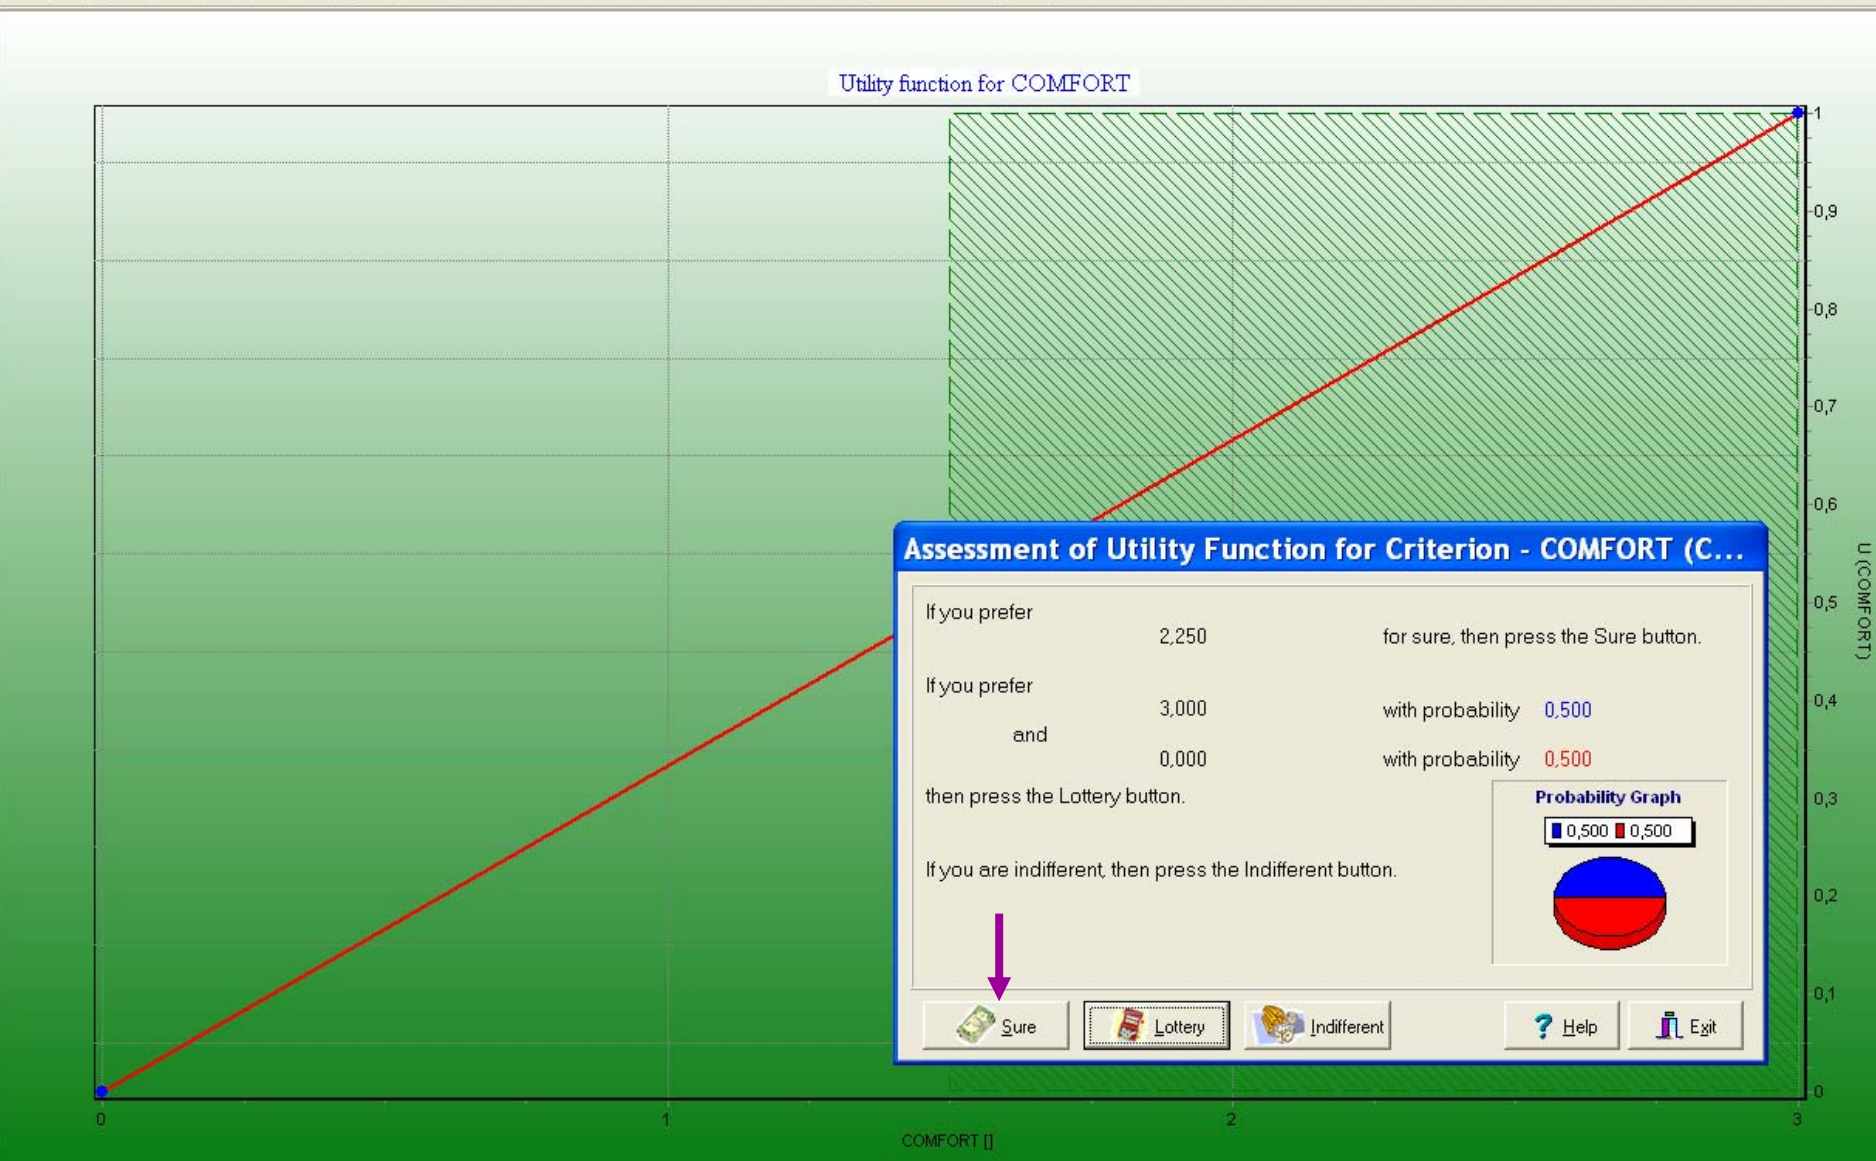 Utility function for COMFORT
1
0,9
0,8
0,7
0,6
0,5
0,4
0,3
0,2
0,1
0
U (COMFORT)
Assessment of Utility Function for Criterion - COMFORT (C...
If you prefer
2,250 for sure, then press the Sure button.
If you prefer
3,000 with probability 0,500
and
0,000 with probability 0,500
then press the Lottery button.
Probability Graph
0,500 0,500
If you are indifferent, then press the Indifferent button.
Sure Lottery Indifferent Help Exit
0 1 2 3
COMFORT []